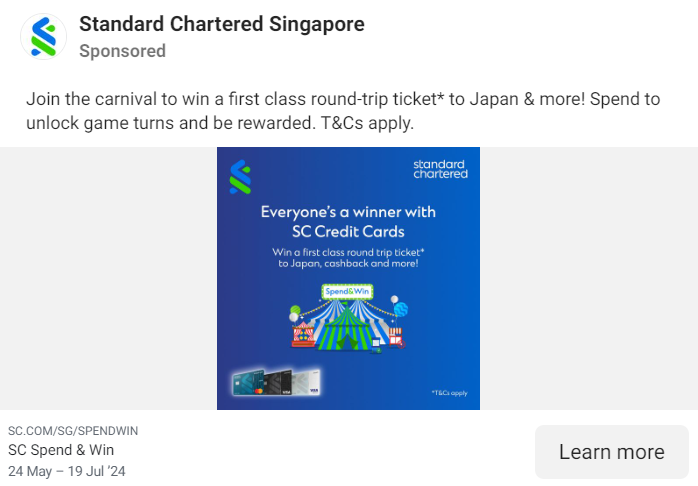 Standard Chartered Singapore
Sponsored
Join the carnival to win a first class round-trip ticket* to Japan & more! Spend to
unlock game turns and be rewarded. T&Cs apply.
standard
chartered
Everyone's a winner with
SC Credit Cards
Win a first class round trip ticket*
to Japan, cashback and more!
Spend&Win
VISA
VISA
*T&Cs apply
SC.COM/SG/SPENDWIN
SC Spend & Win
24 May – 19 Jul ’24
Learn more